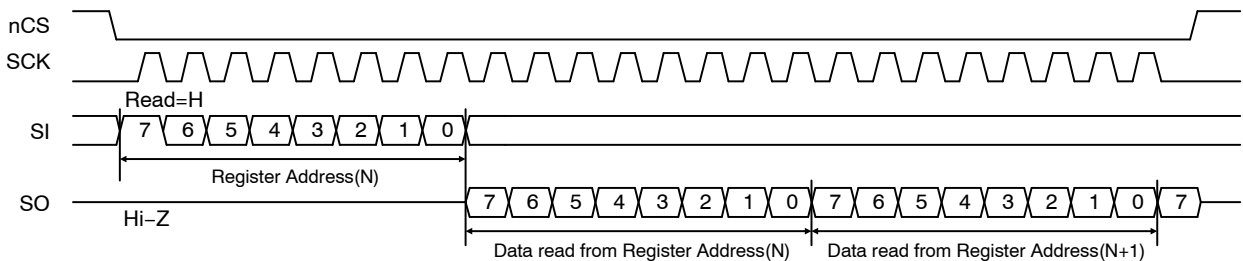 nCS
SCK
Read=H
SI 7 6 5 4 3 2 1 0
Register Address(N)
SO 7 6 5 4 3 2 1 0 7 6 5 4 3 2 1 0 7
Hi−Z
Data read from Register Address(N) Data read from Register Address(N+1)